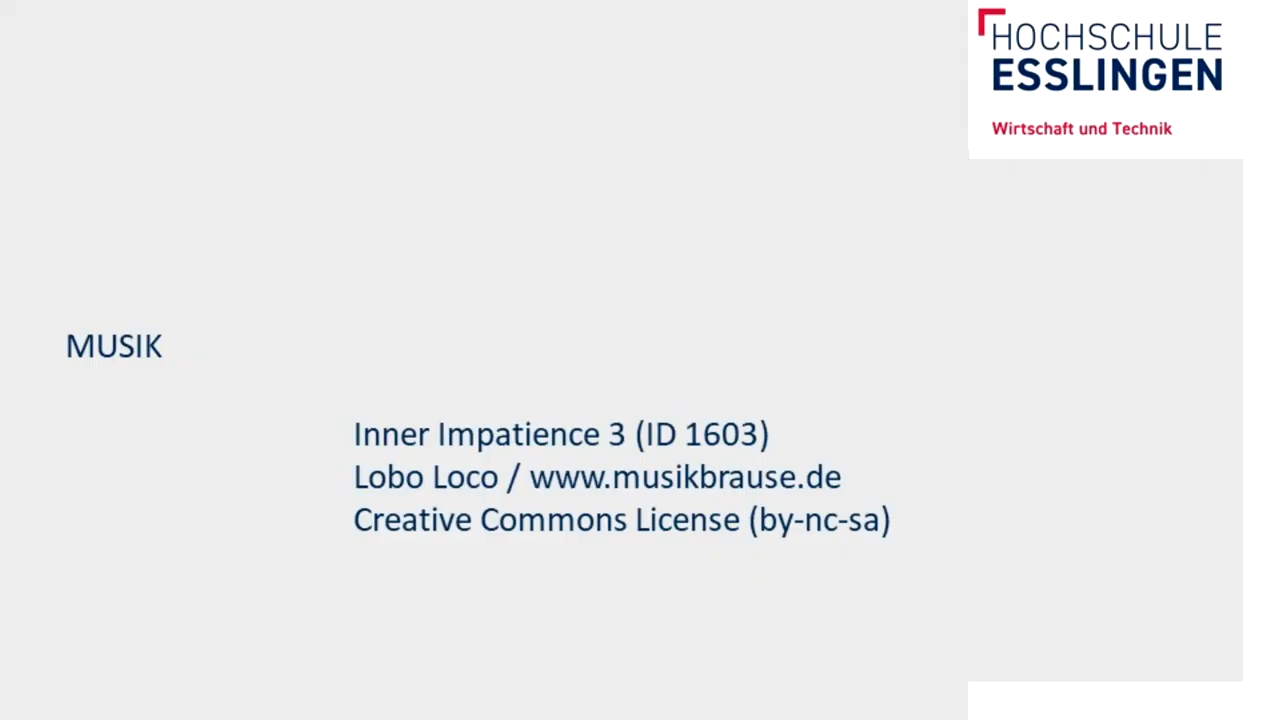 HOCHSCHULE
ESSLINGEN
Wirtschaft und Technik
MUSIK
Inner Impatience 3 (ID 1603)
Lobo Loco / www.musikbrause.de
Creative Commons License (by-nc-sa)